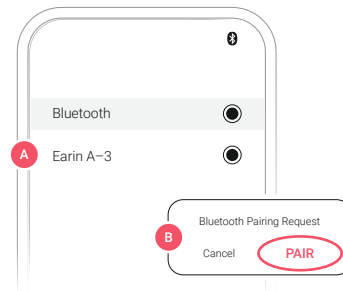 Bluetooth
A
Earin A–3
Bluetooth Pairing Request
B
Cancel PAIR